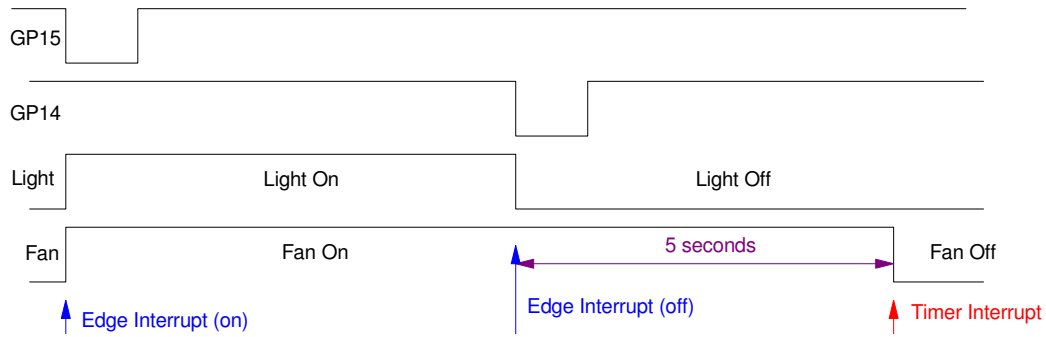 GP15
GP14
Light
Light On
Light Off
Fan
Fan On
5 seconds
Fan Off
Edge Interrupt (on)
Edge Interrupt (off)
Timer Interrupt